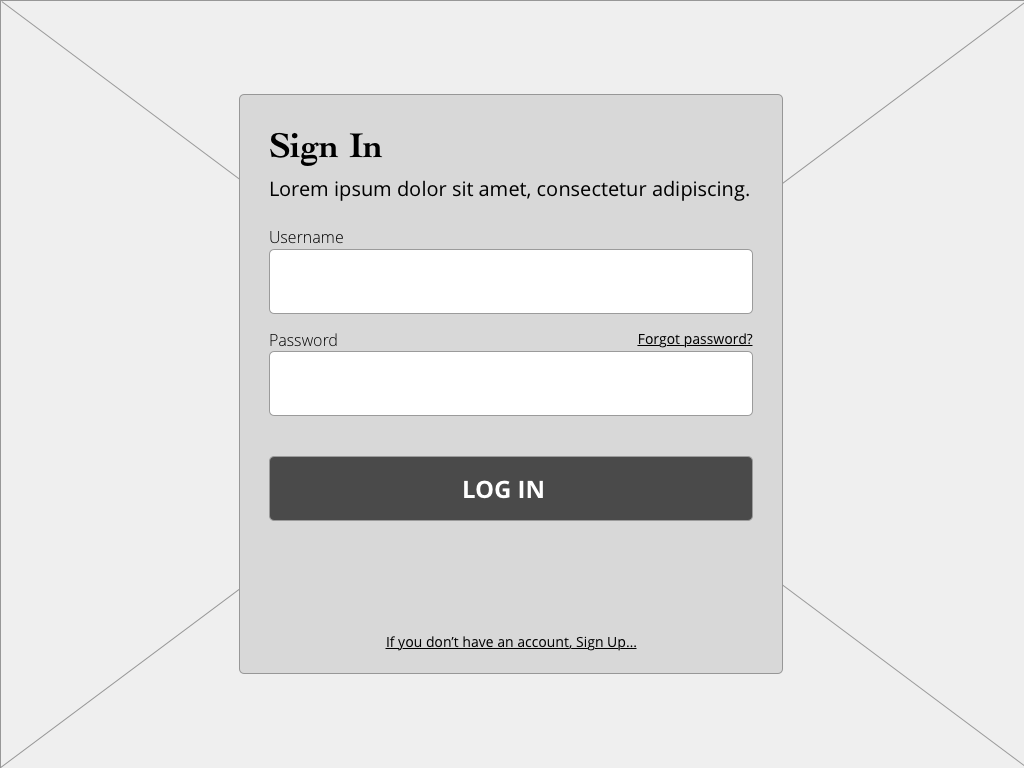 Sign In
Lorem ipsum dolor sit amet, consectetur adipiscing.
Username
Password
Forgot password?
LOG IN
If you don’t have an account, Sign Up...